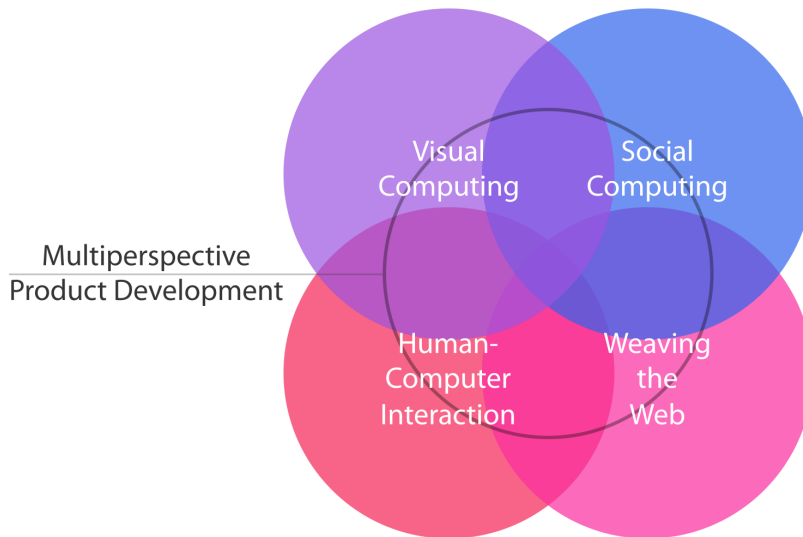 Visual
Computing
Social
Computing
Multiperspective
Product Development
Human-
Computer
Interaction
Weaving
the
Web